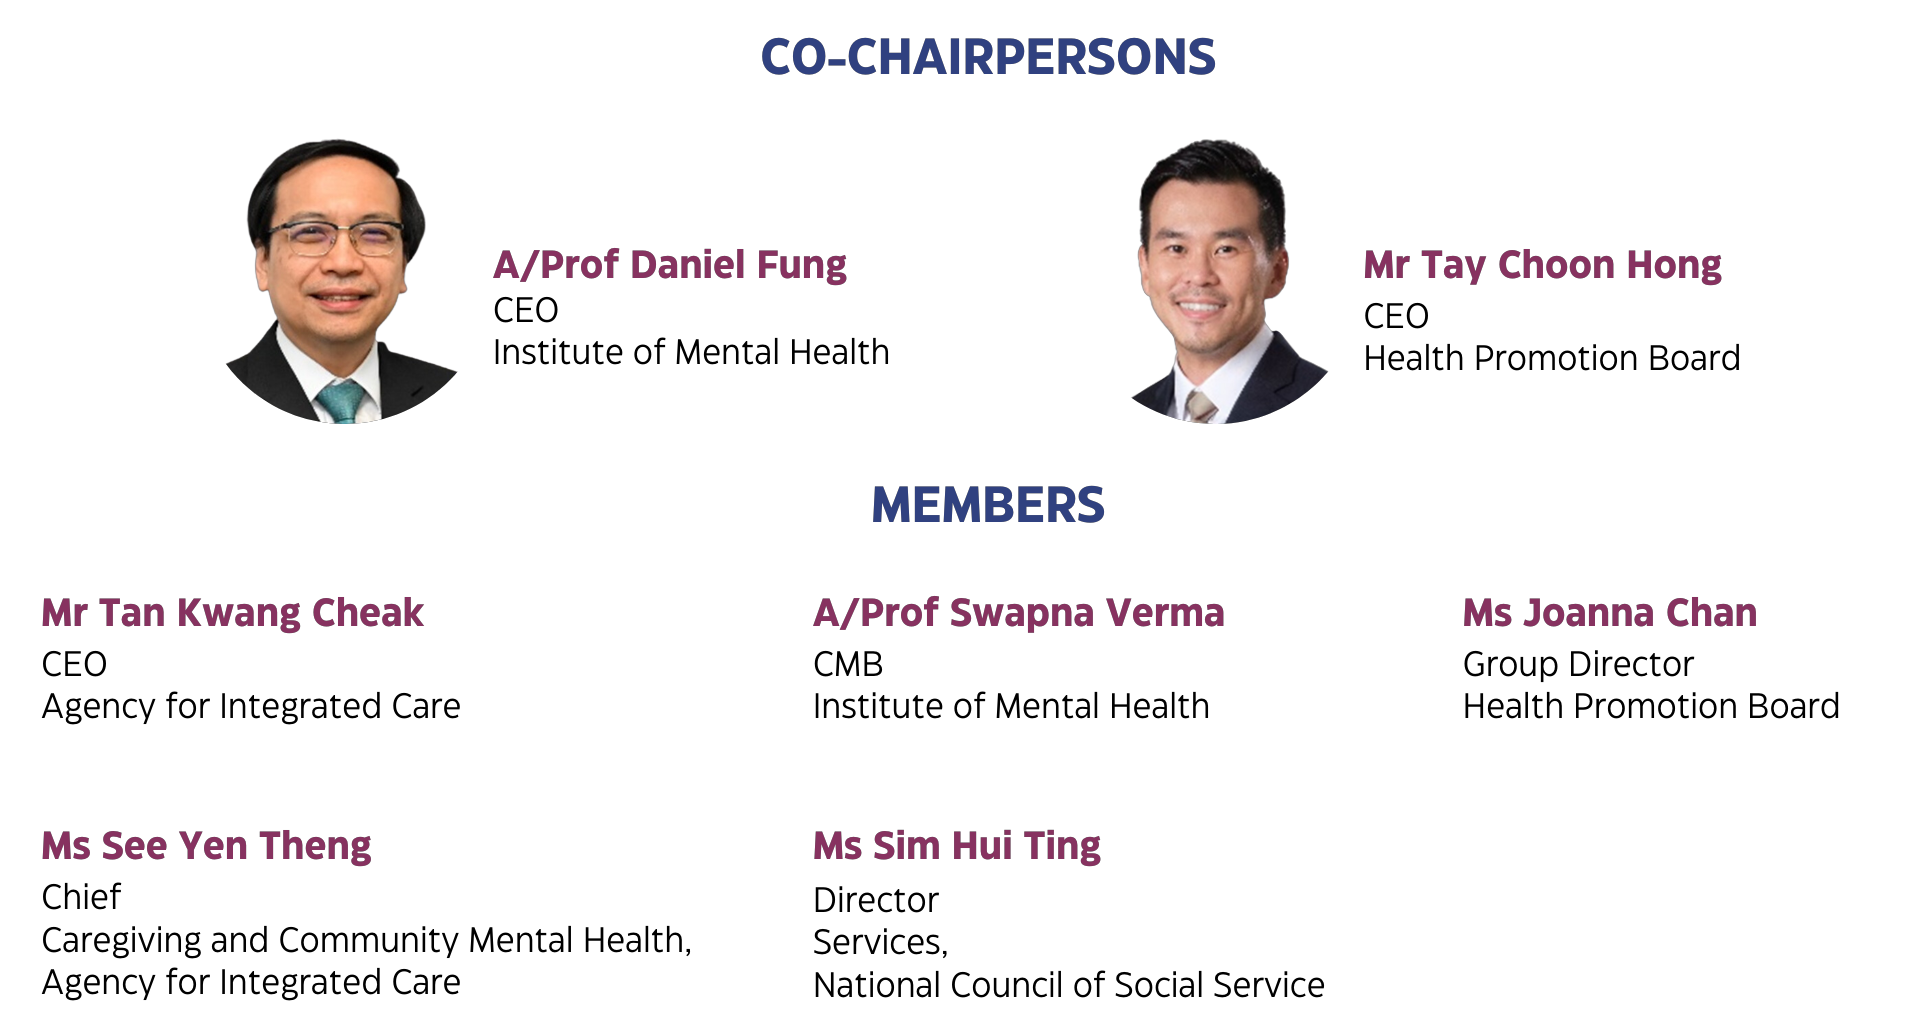 CO-CHAIRPERSONS
A/Prof Daniel Fung
CEO
Institute of Mental Health
Mr Tay Choon Hong
CEO
Health Promotion Board
MEMBERS
Mr Tan Kwang Cheak
CEO
Agency for Integrated Care
A/Prof Swapna Verma
CMB
Institute of Mental Health
Ms Joanna Chan
Group Director
Health Promotion Board
Ms See Yen Theng
Chief
Caregiving and Community Mental Health,
Agency for Integrated Care
Ms Sim Hui Ting
Director
Services,
National Council of Social Service